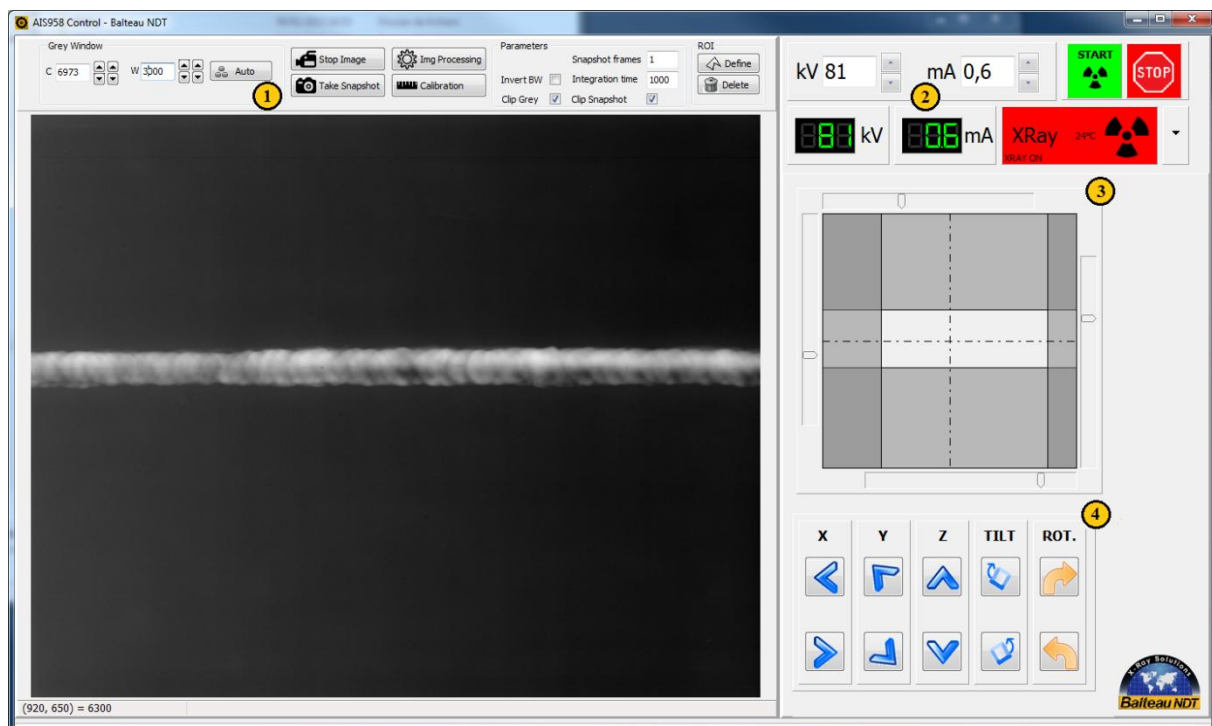 AIS958 Control - Balteau NDT
Grey Window
C 6973 W 3000 Auto
1
Stop Image
Img Processing
Take Snapshot
Calibration
Parameters
Snapshot frames 1
Invert BW Integration time 1000
Clip Grey Clip Snapshot
ROI
Define
Delete
kV 81 mA 0,6
START
STOP
2
81 kV 0.6 mA
XRay
XRAY ON
3
4
X Y Z TILT ROT.
X-Ray Solutions
Balteau NDT
(920, 650) = 6300